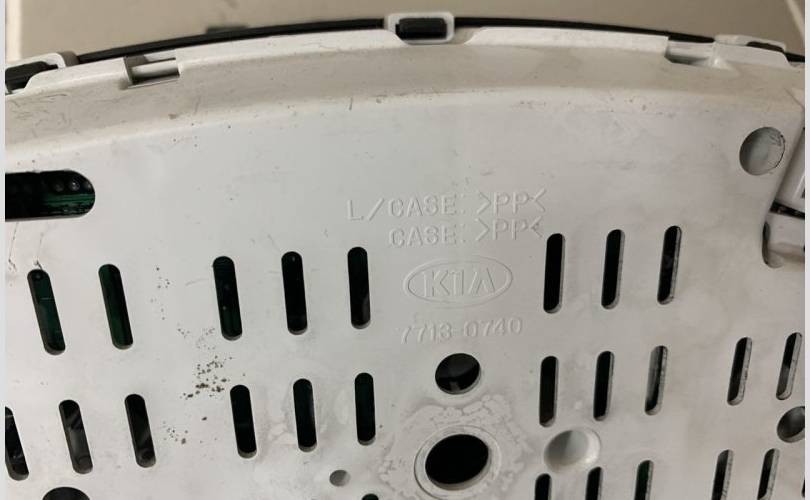 L/CASE: >PP<
CASE: >PP<
KIA
7713-0740